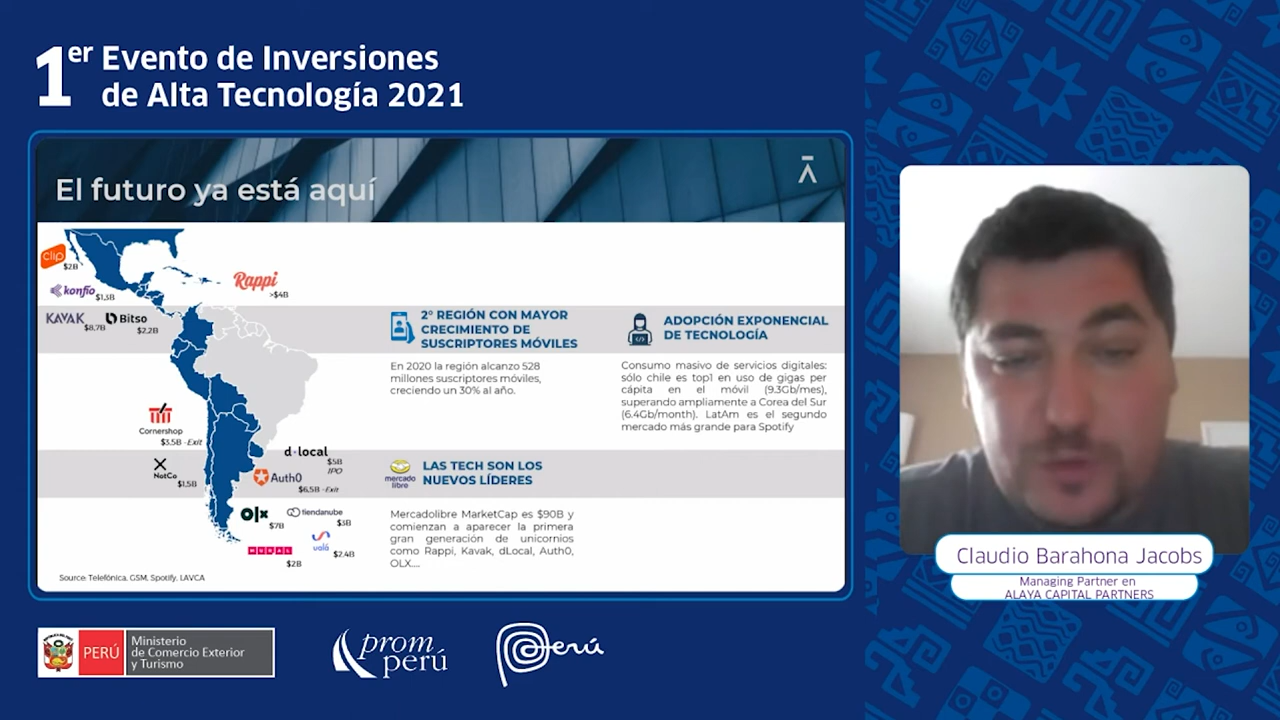 1er Evento de Inversiones
de Alta Tecnología 2021
El futuro ya está aquí
clip
$2B
konfío
$1,3B
KAVAK
$8,7B
Bitso
$2,2B
Rappi
>$4B
Cornershop
$3,5B -Exit
NotCo
$1,5B
d·local
$5B
IPO
Auth0
$6,5B -Exit
olx
$7B
tiendanube
$3B
ualá
$2,4B
MURAL
$2B
2° REGIÓN CON MAYOR
CRECIMIENTO DE
SUSCRIPTORES MÓVILES
En 2020 la región alcanzo 528
millones suscriptores móviles,
creciendo un 30% al año.
ADOPCIÓN EXPONENCIAL
DE TECNOLOGÍA
Consumo masivo de servicios digitales:
sólo chile es top1 en uso de gigas per
cápita en el móvil (9.3Gb/mes),
superando ampliamente a Corea del Sur
(6.4Gb/month). LatAm es el segundo
mercado más grande para Spotify
mercado
libre
LAS TECH SON LOS
NUEVOS LÍDERES
Mercadolibre MarketCap es $90B y
comienzan a aparecer la primera
gran generación de unicornios
como Rappi, Kavak, dLocal, Auth0,
OLX....
Source: Telefónica, GSM, Spotify, LAVCA
Claudio Barahona Jacobs
Managing Partner en
ALAYA CAPITAL PARTNERS
PERÚ
Ministerio
de Comercio Exterior
y Turismo
prom
perú
Perú